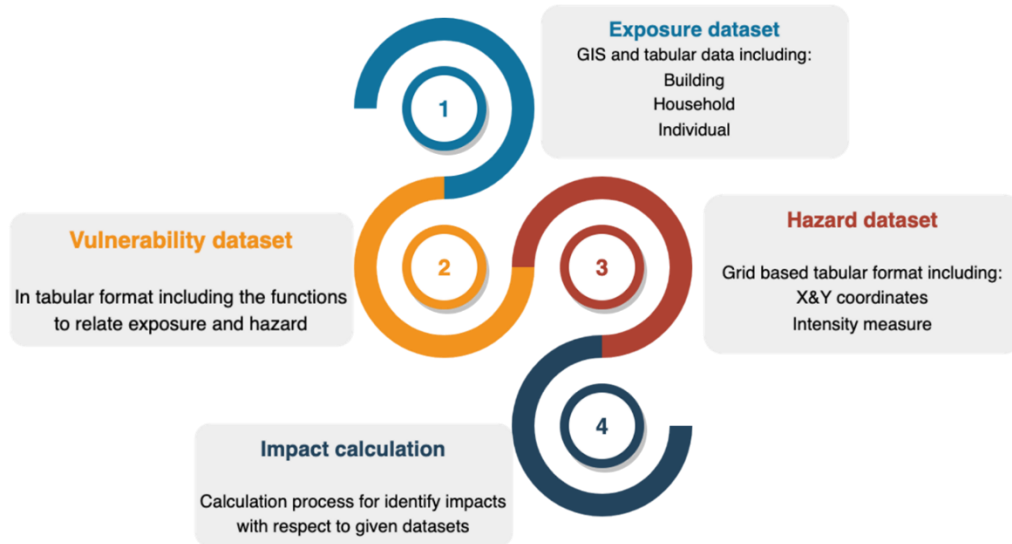 1
Exposure dataset
GIS and tabular data including:
Building
Household
Individual
2
Vulnerability dataset
In tabular format including the functions
to relate exposure and hazard
3
Hazard dataset
Grid based tabular format including:
X&Y coordinates
Intensity measure
4
Impact calculation
Calculation process for identify impacts
with respect to given datasets